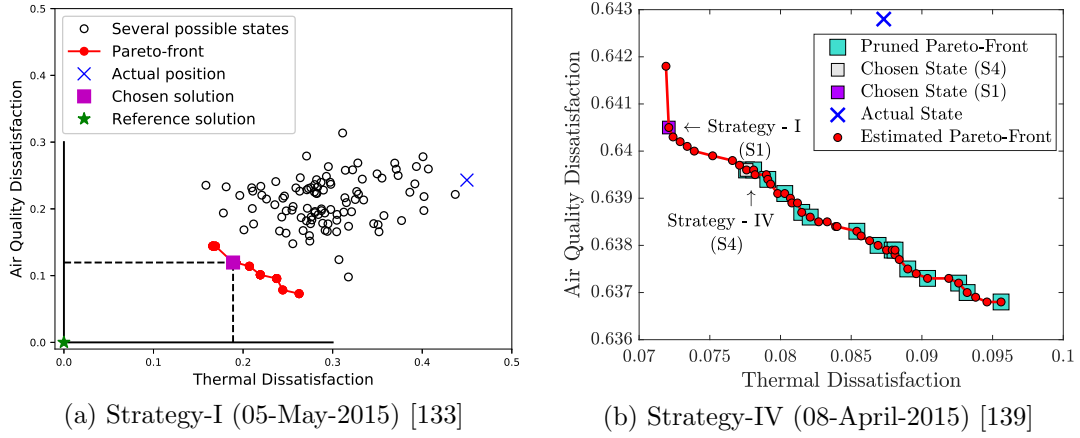 0.5
0.4
0.3
0.2
0.1
0.0
0.0
0.1
0.2
0.3
0.4
0.5
Air Quality Dissatisfaction
Thermal Dissatisfaction
Several possible states
Pareto-front
Actual position
Chosen solution
Reference solution
(a) Strategy-I (05-May-2015) [133]
0.643
0.642
0.641
0.64
0.639
0.638
0.637
0.636
0.07
0.075
0.08
0.085
0.09
0.095
0.1
Air Quality Dissatisfaction
Thermal Dissatisfaction
Pruned Pareto-Front
Chosen State (S4)
Chosen State (S1)
Actual State
Estimated Pareto-Front
← Strategy - I
(S1)
↑
Strategy - IV
(S4)
(b) Strategy-IV (08-April-2015) [139]